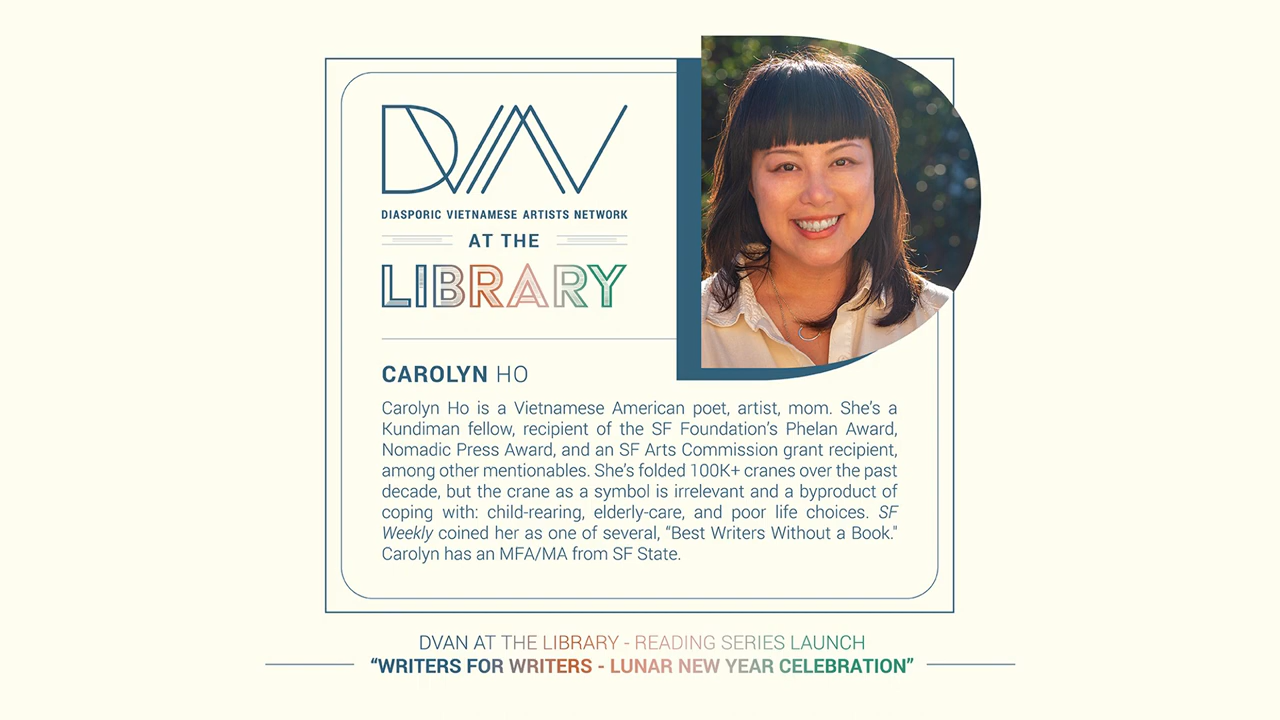 DVAN
DIASPORIC VIETNAMESE ARTISTS NETWORK
AT THE
LIBRARY
CAROLYN HO
Carolyn Ho is a Vietnamese American poet, artist, mom. She’s a
Kundiman fellow, recipient of the SF Foundation’s Phelan Award,
Nomadic Press Award, and an SF Arts Commission grant recipient,
among other mentionables. She’s folded 100K+ cranes over the past
decade, but the crane as a symbol is irrelevant and a byproduct of
coping with: child-rearing, elderly-care, and poor life choices. SF
Weekly coined her as one of several, “Best Writers Without a Book."
Carolyn has an MFA/MA from SF State.
DVAN AT THE LIBRARY - READING SERIES LAUNCH
“WRITERS FOR WRITERS - LUNAR NEW YEAR CELEBRATION”